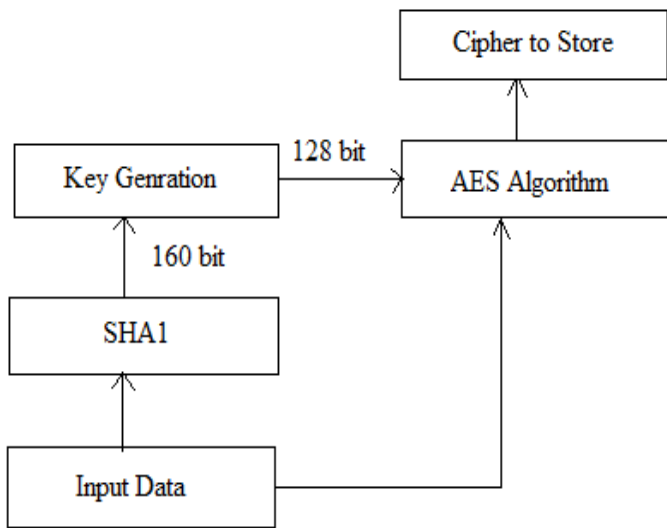 Cipher to Store
128 bit
Key Genration
AES Algorithm
160 bit
SHA1
Input Data